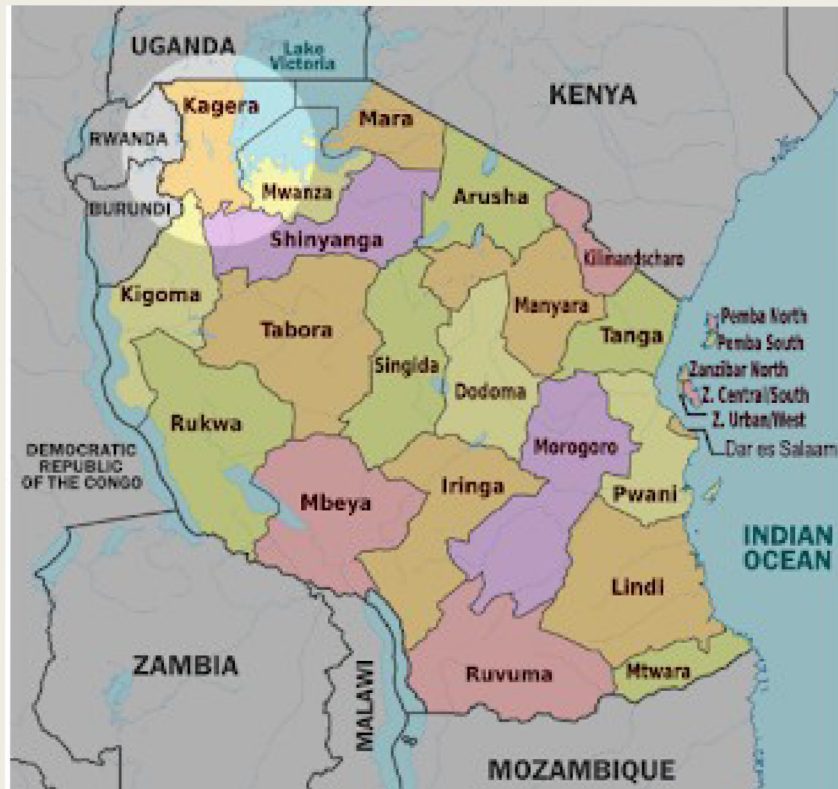 UGANDA
Lake
Victoria
KENYA
Kagera
Mara
RWANDA
Mwanza
Arusha
BURUNDI
Shinyanga
Kilimandscharo
Kigoma
Manyara
Pemba North
Tabora
Tanga
Pemba South
Singida
Zanzibar North
Dodoma
Z. Central/South
Rukwa
Z. Urban/West
Morogoro
Dar es Salaam
DEMOCRATIC
REPUBLIC
OF THE CONGO
Iringa
Pwani
Mbeya
INDIAN
OCEAN
Lindi
ZAMBIA
Ruvuma
Mtwara
MALAWI
MOZAMBIQUE